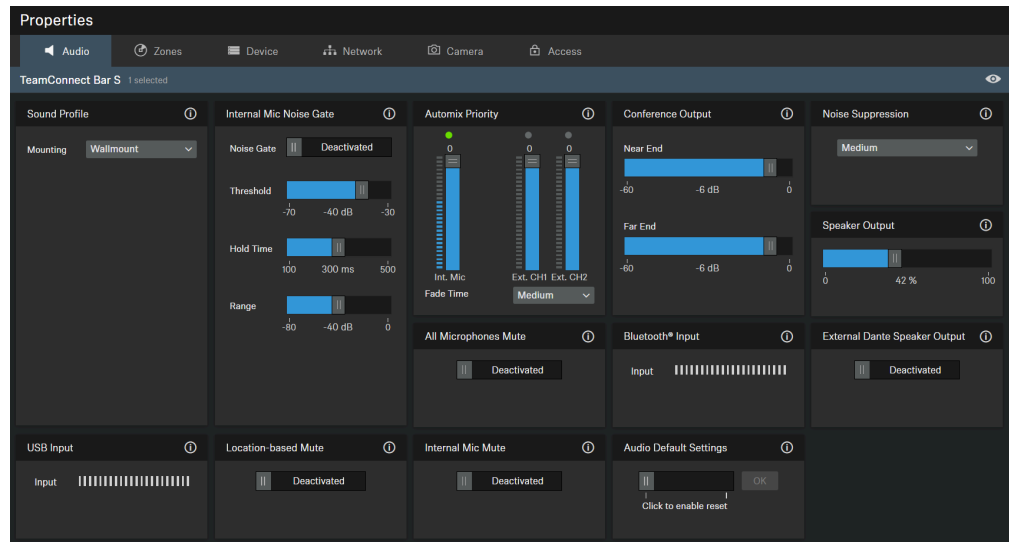 Properties
Audio
Zones
Device
Network
Camera
Access
TeamConnect Bar S 1 selected
Sound Profile
Mounting Wallmount
Internal Mic Noise Gate
Noise Gate Deactivated
Threshold
-70 -40 dB -30
Hold Time
100 300 ms 500
Range
-80 -40 dB 0
Automix Priority
0 0 0
Int. Mic Ext. CH1 Ext. CH2
Fade Time Medium
Conference Output
Near End
-60 -6 dB 0
Far End
-60 -6 dB 0
Noise Suppression
Medium
Speaker Output
0 42 % 100
All Microphones Mute
Deactivated
Bluetooth® Input
Input
External Dante Speaker Output
Deactivated
USB Input
Input
Location-based Mute
Deactivated
Internal Mic Mute
Deactivated
Audio Default Settings
OK
Click to enable reset